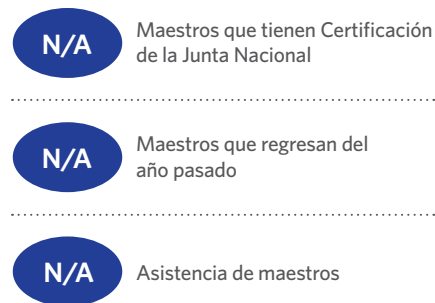 N/A
Maestros que tienen Certificación
de la Junta Nacional
N/A
Maestros que regresan del
año pasado
N/A
Asistencia de maestros